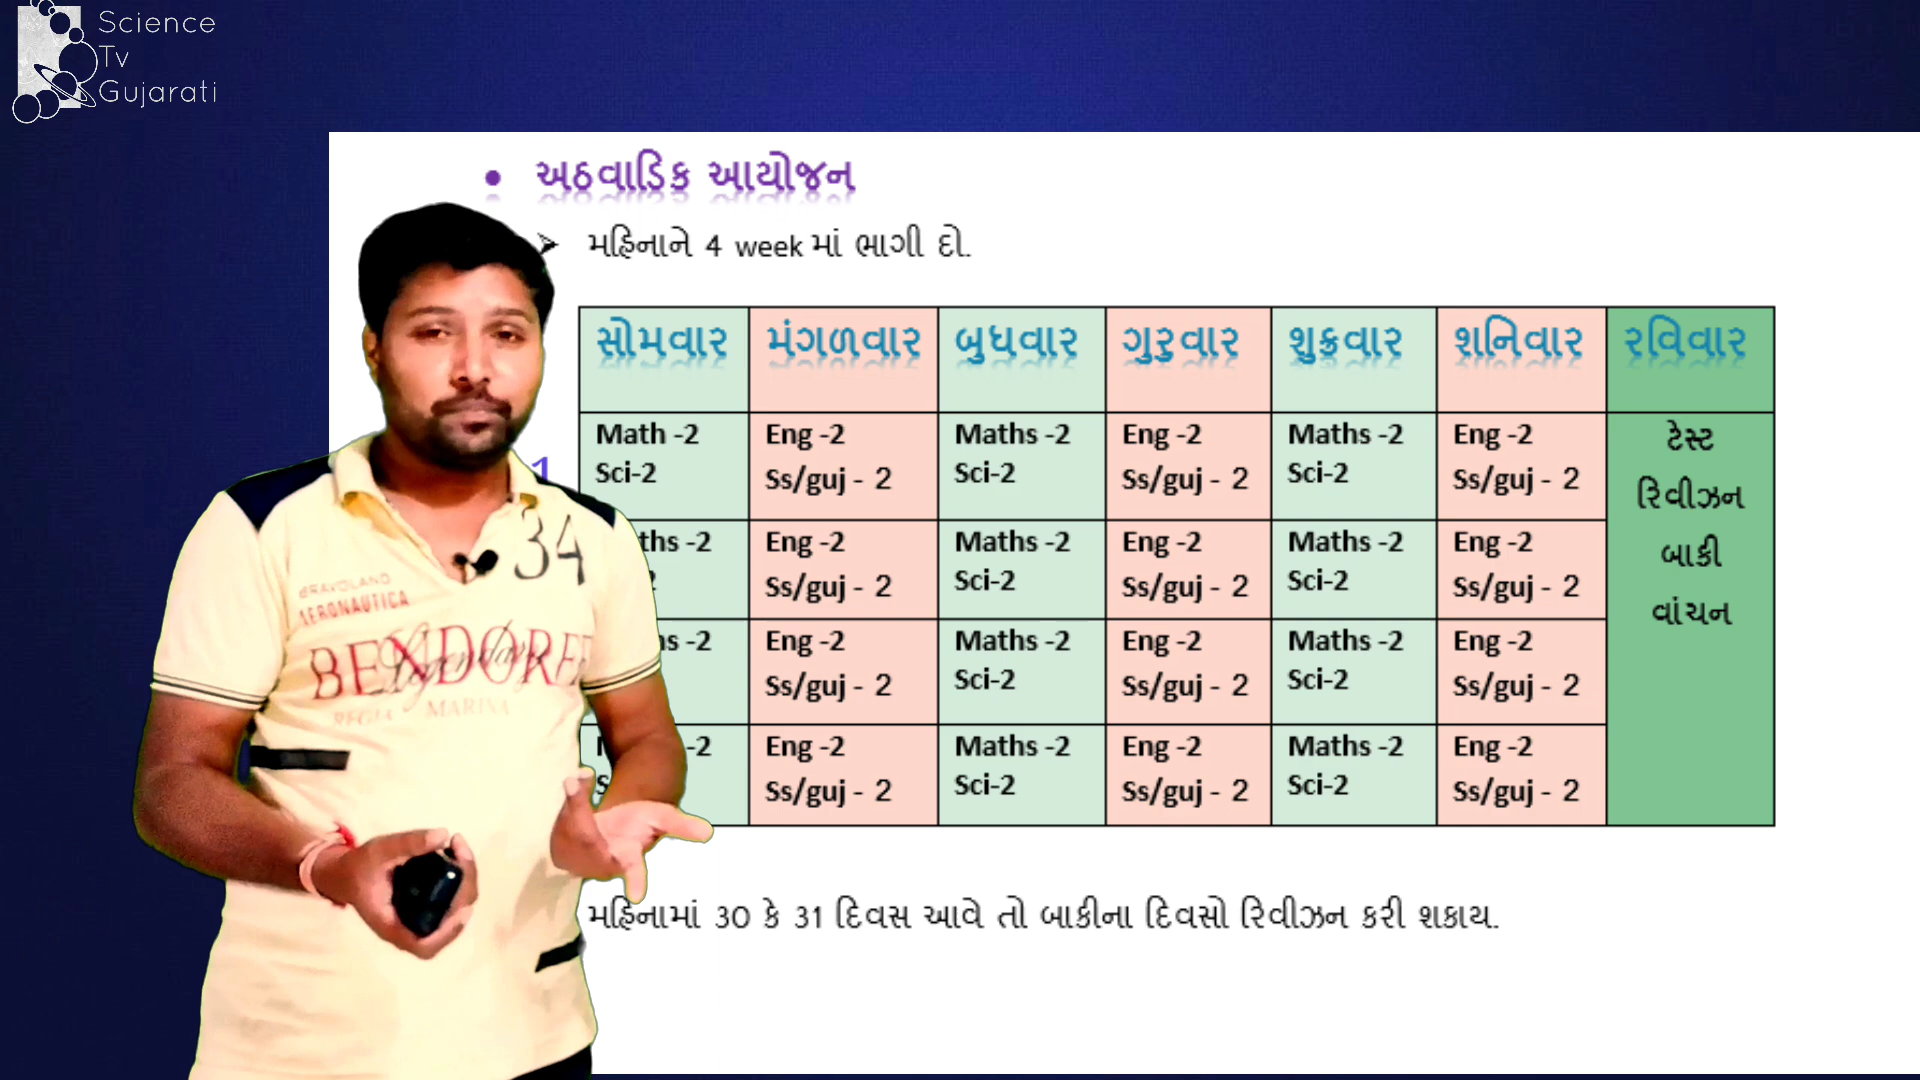 Science
Tv
Gujarati
• અઠવાડિક આયોજન
➤ મહિનાને 4 week માં ભાગી દો.
સોમવાર મંગળવાર બુધવાર ગુરુવાર શુક્રવાર શનિવાર રવિવાર
1
Math -2 Eng -2 Maths -2 Eng -2 Maths -2 Eng -2 ટેસ્ટ
Sci-2 Ss/guj - 2 Sci-2 Ss/guj - 2 Sci-2 Ss/guj - 2 રિવીઝન
Eng -2 Maths -2 Eng -2 Maths -2 Eng -2 બાકી
Ss/guj - 2 Sci-2 Ss/guj - 2 Sci-2 Ss/guj - 2 વાંચન
Eng -2 Maths -2 Eng -2 Maths -2 Eng -2
Ss/guj - 2 Sci-2 Ss/guj - 2 Sci-2 Ss/guj - 2
Eng -2 Maths -2 Eng -2 Maths -2 Eng -2
Ss/guj - 2 Sci-2 Ss/guj - 2 Sci-2 Ss/guj - 2
મહિનામાં 30 કે 31 દિવસ આવે તો બાકીના દિવસો રિવીઝન કરી શકાય.
34
BRAVOLAND
AERONAUTICA
MARINA